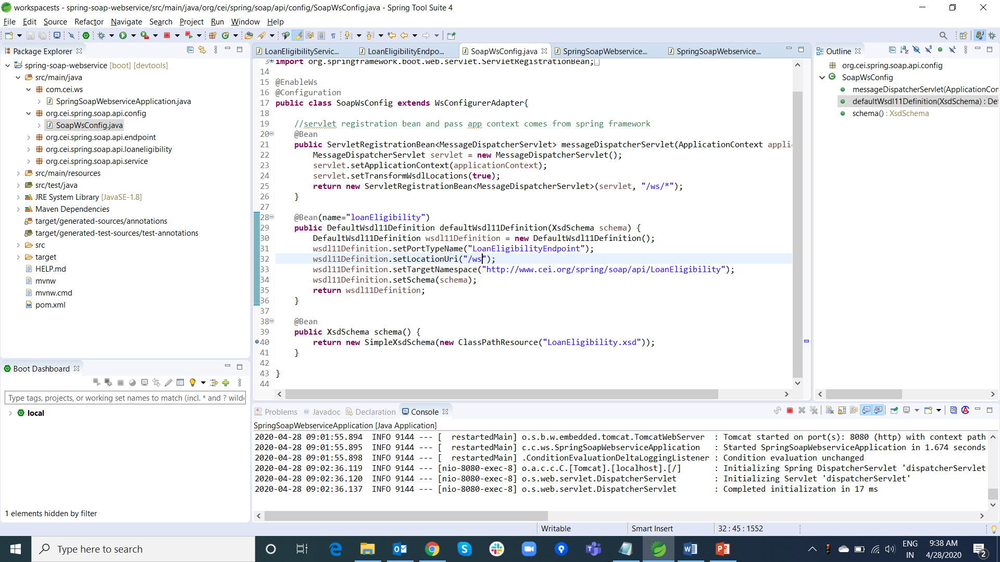 workspacests - spring-soap-webservice/src/main/java/org/cei/spring/soap/api/config/SoapWsConfig.java - Spring Tool Suite 4
File Edit Source Refactor Navigate Search Project Run Window Help
Package Explorer
spring-soap-webservice [boot] [devtools]
src/main/java
com.cei.ws
SpringSoapWebserviceApplication.java
org.cei.spring.soap.api.config
SoapWsConfig.java
org.cei.spring.soap.api.endpoint
org.cei.spring.soap.api.loaneligibility
org.cei.spring.soap.api.service
src/main/resources
src/test/java
JRE System Library [JavaSE-1.8]
Maven Dependencies
target/generated-sources/annotations
target/generated-test-sources/test-annotations
src
target
HELP.md
mvnw
mvnw.cmd
pom.xml
Boot Dashboard
Type tags, projects, or working set names to match (incl. * and ? wild
local
1 elements hidden by filter
LoanEligibilityServic... LoanEligibilityEndpo... SoapWsConfig.java SpringSoapWebservice... SpringSoapWebservice...
3 import org.springframework.boot.web.servlet.ServletRegistrationBean;
14
15 @EnableWs
16 @Configuration
17 public class SoapWsConfig extends WsConfigurerAdapter{
18
19 //servlet registration bean and pass app context comes from spring framework
20 @Bean
21 public ServletRegistrationBean<MessageDispatcherServlet> messageDispatcherServlet(ApplicationContext appli
22 MessageDispatcherServlet servlet = new MessageDispatcherServlet();
23 servlet.setApplicationContext(applicationContext);
24 servlet.setTransformWsdlLocations(true);
25 return new ServletRegistrationBean<MessageDispatcherServlet>(servlet, "/ws/*");
26 }
27
28 @Bean(name="loanEligibility")
29 public DefaultWsdl11Definition defaultWsdl11Definition(XsdSchema schema) {
30 DefaultWsdl11Definition wsdl11Definition = new DefaultWsdl11Definition();
31 wsdl11Definition.setPortTypeName("LoanEligibilityEndpoint");
32 wsdl11Definition.setLocationUri("/ws");
33 wsdl11Definition.setTargetNamespace("http://www.cei.org/spring/soap/api/LoanEligibility");
34 wsdl11Definition.setSchema(schema);
35 return wsdl11Definition;
36 }
37
38 @Bean
39 public XsdSchema schema() {
40 return new SimpleXsdSchema(new ClassPathResource("LoanEligibility.xsd"));
41 }
42
43 }
44
Outline
org.cei.spring.soap.api.config
SoapWsConfig
messageDispatcherServlet(ApplicationCon
defaultWsdl11Definition(XsdSchema) : De
schema() : XsdSchema
Problems @ Javadoc Declaration Console
SpringSoapWebserviceApplication [Java Application]
2020-04-28 09:01:55.894 INFO 9144 --- [ restartedMain] o.s.b.w.embedded.tomcat.TomcatWebServer : Tomcat started on port(s): 8080 (http) with context path
2020-04-28 09:01:55.895 INFO 9144 --- [ restartedMain] c.c.ws.SpringSoapWebserviceApplication : Started SpringSoapWebserviceApplication in 1.674 seconds
2020-04-28 09:01:55.898 INFO 9144 --- [ restartedMain] .ConditionEvaluationDeltaLoggingListener : Condition evaluation unchanged
2020-04-28 09:02:36.119 INFO 9144 --- [nio-8080-exec-8] o.a.c.c.C.[Tomcat].[localhost].[/] : Initializing Spring DispatcherServlet 'dispatcherServlet
2020-04-28 09:02:36.120 INFO 9144 --- [nio-8080-exec-8] o.s.web.servlet.DispatcherServlet : Initializing Servlet 'dispatcherServlet'
2020-04-28 09:02:36.137 INFO 9144 --- [nio-8080-exec-8] o.s.web.servlet.DispatcherServlet : Completed initialization in 17 ms
Writable Smart Insert 32 : 45 : 1552
Type here to search
ENG
IN
9:38 AM
4/28/2020
2